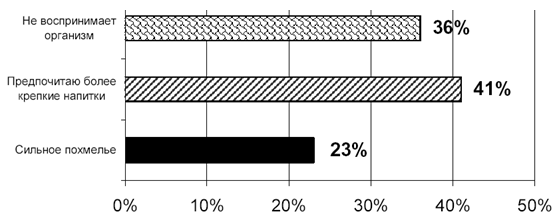 Не воспринимает
организм
36%
Предпочитаю более
крепкие напитки
41%
Сильное похмелье
23%
0% 10% 20% 30% 40% 50%